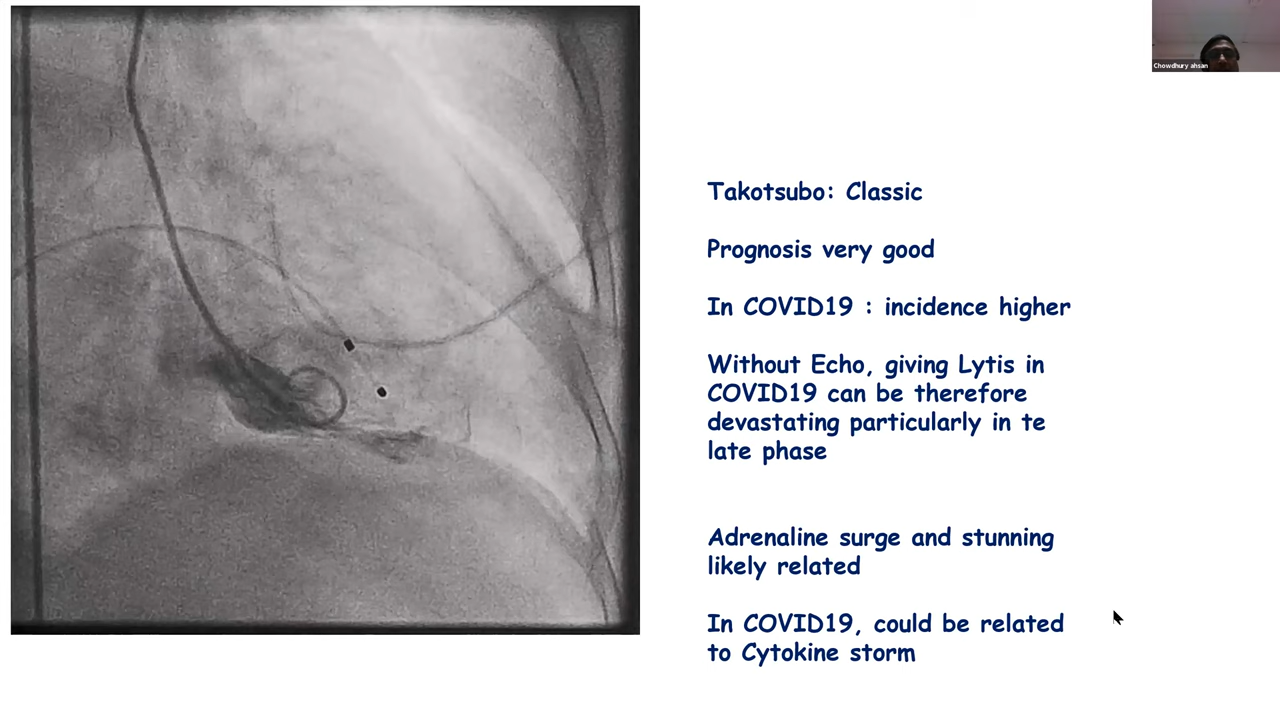 Chowdhury ahsan
Takotsubo: Classic
Prognosis very good
In COVID19 : incidence higher
Without Echo, giving Lytis in
COVID19 can be therefore
devastating particularly in te
late phase
Adrenaline surge and stunning
likely related
In COVID19, could be related
to Cytokine storm